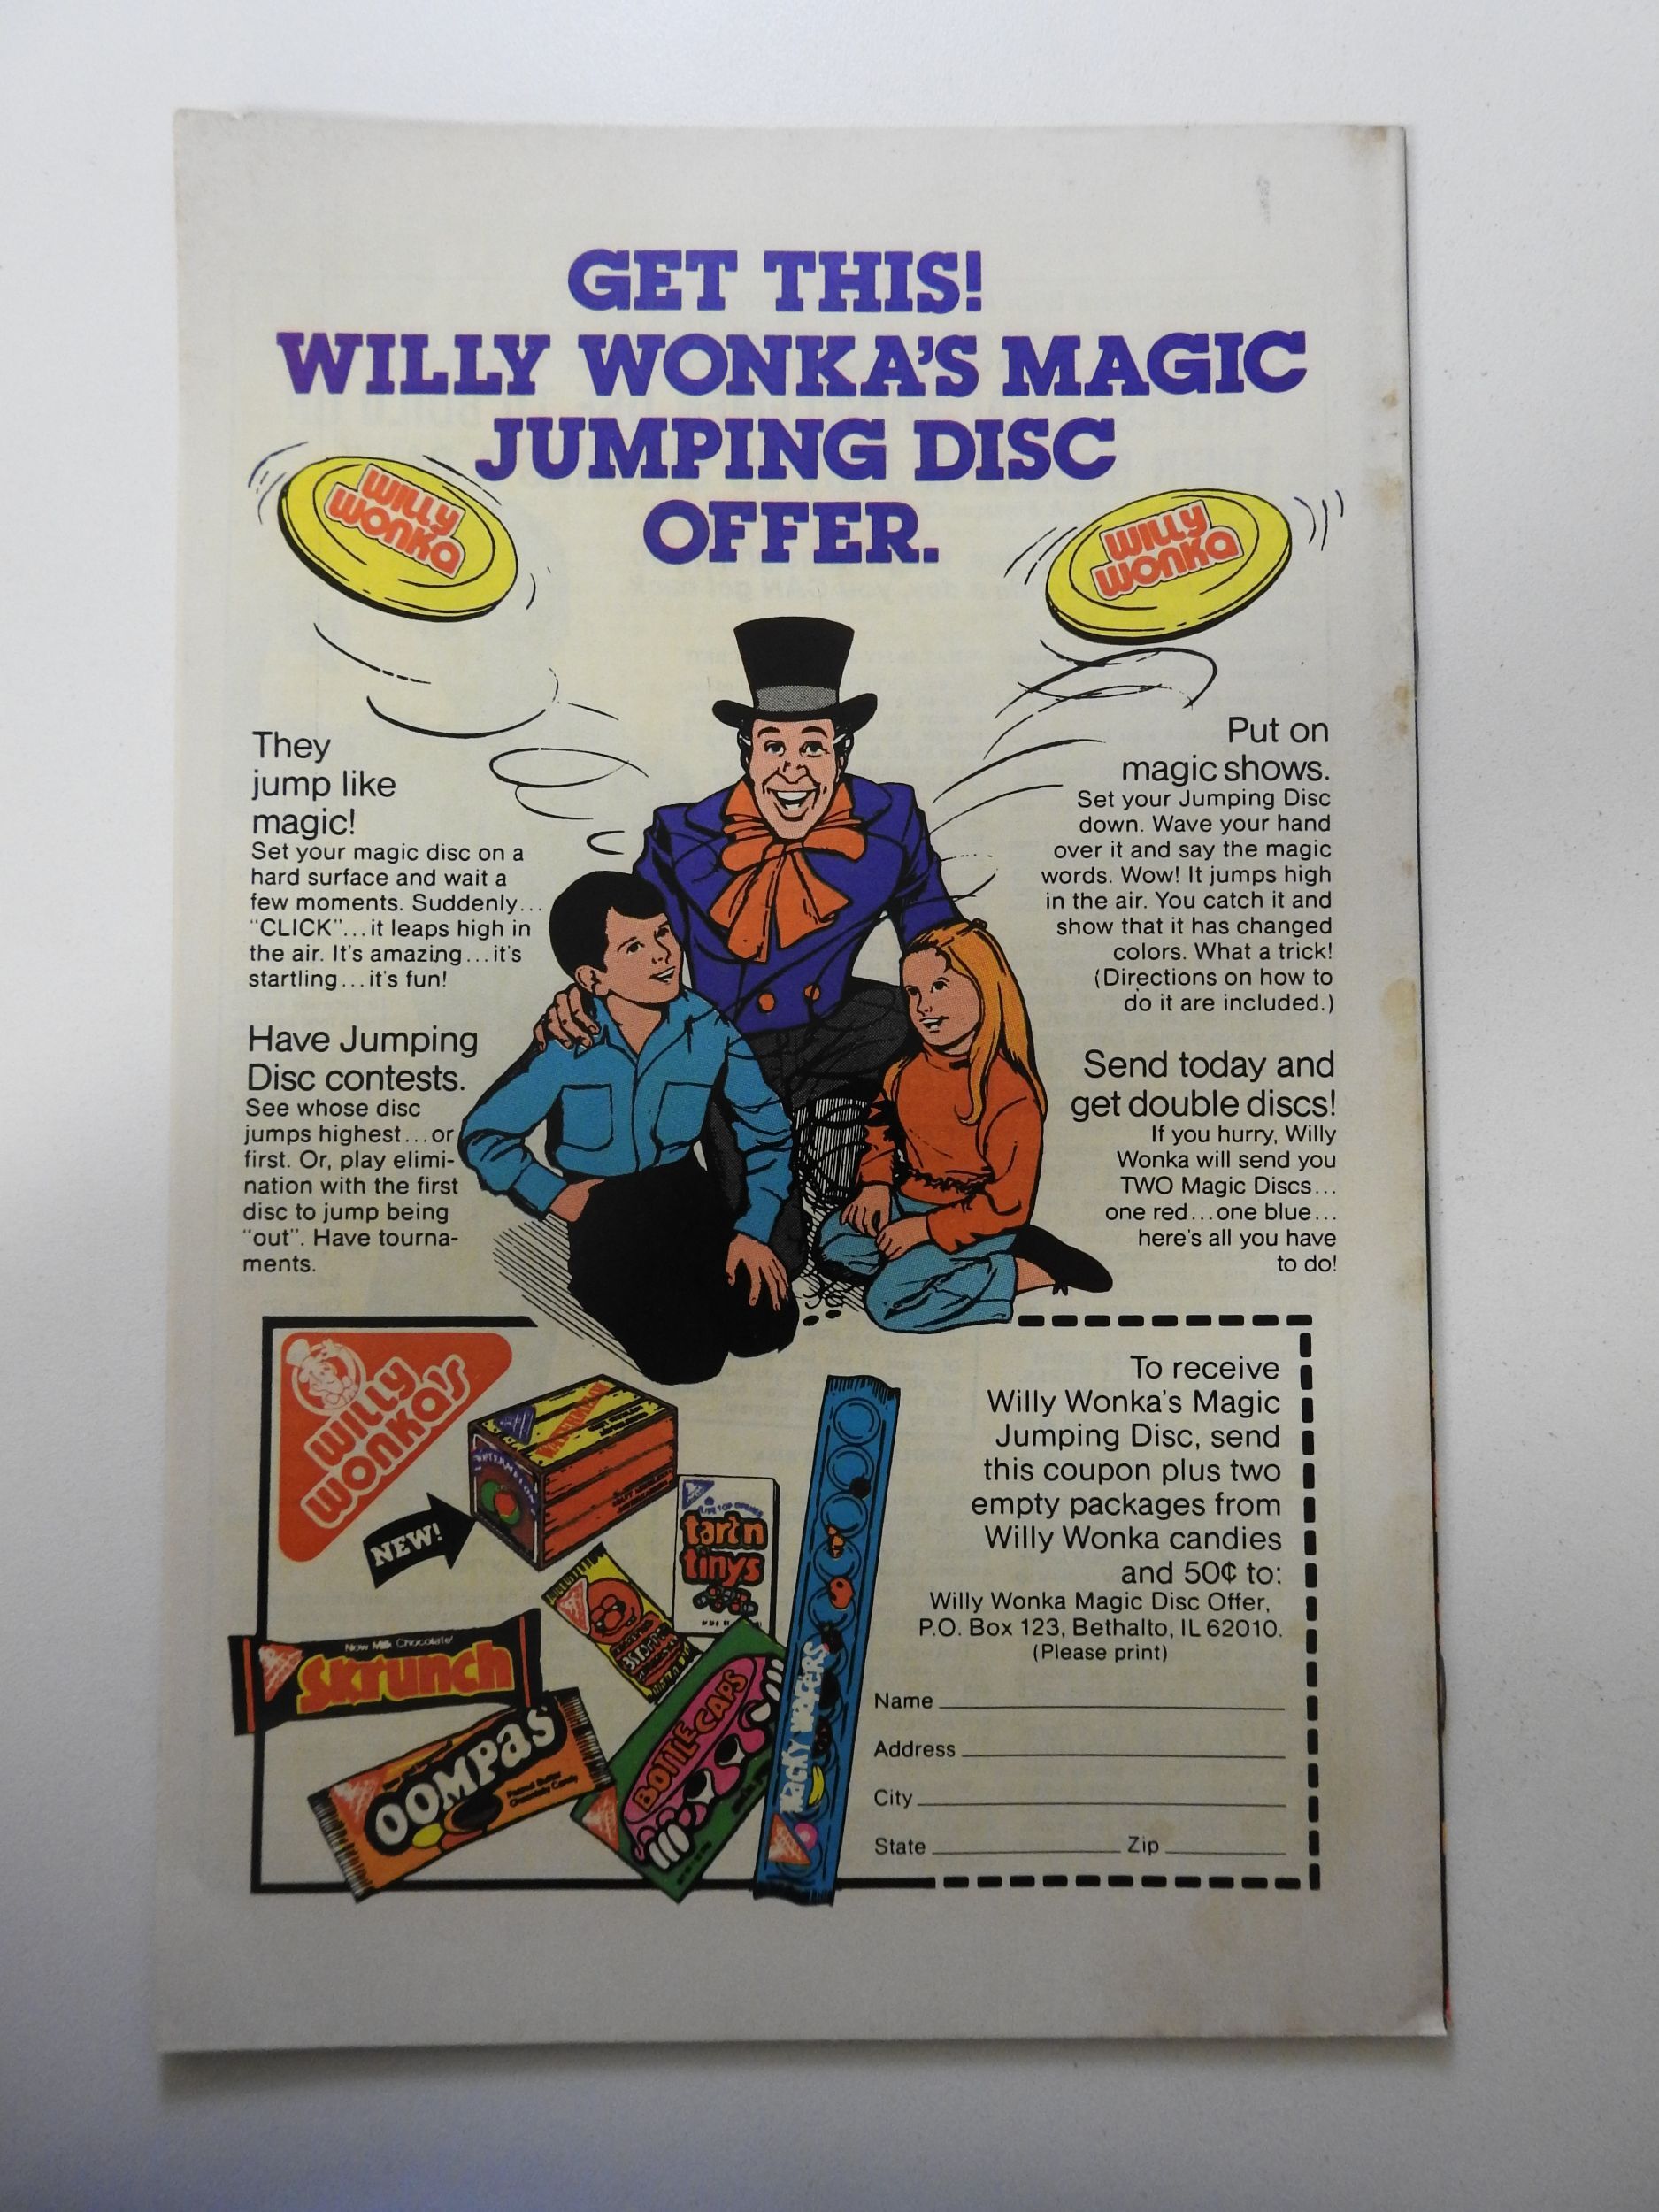 GET THIS!
WILLY WONKA'S MAGIC
JUMPING DISC
OFFER.
WILLY
WONKA
WILLY
WONKA
They
jump like
magic!
Set your magic disc on a
hard surface and wait a
few moments. Suddenly...
“CLICK”...it leaps high in
the air. It's amazing...it's
startling...it's fun!
Have Jumping
Disc contests.
See whose disc
jumps highest...or
first. Or, play elimi-
nation with the first
disc to jump being
“out”. Have tourna-
ments.
Put on
magic shows.
Set your Jumping Disc
down. Wave your hand
over it and say the magic
words. Wow! It jumps high
in the air. You catch it and
show that it has changed
colors. What a trick!
(Directions on how to
do it are included.)
Send today and
get double discs!
If you hurry, Willy
Wonka will send you
TWO Magic Discs...
one red...one blue...
here's all you have
to do!
WILLY
WONKA'S
NEW!
tart n
tinys
Now Milk Chocolate!
Skrunch
OOMPAS
Peanut Butter
Chocolaty Candy
BOTTLE CAPS
WACKY WAFERS
To receive
Willy Wonka's Magic
Jumping Disc, send
this coupon plus two
empty packages from
Willy Wonka candies
and 50¢ to:
Willy Wonka Magic Disc Offer,
P.O. Box 123, Bethalto, IL 62010.
(Please print)
Name
Address
City
State Zip